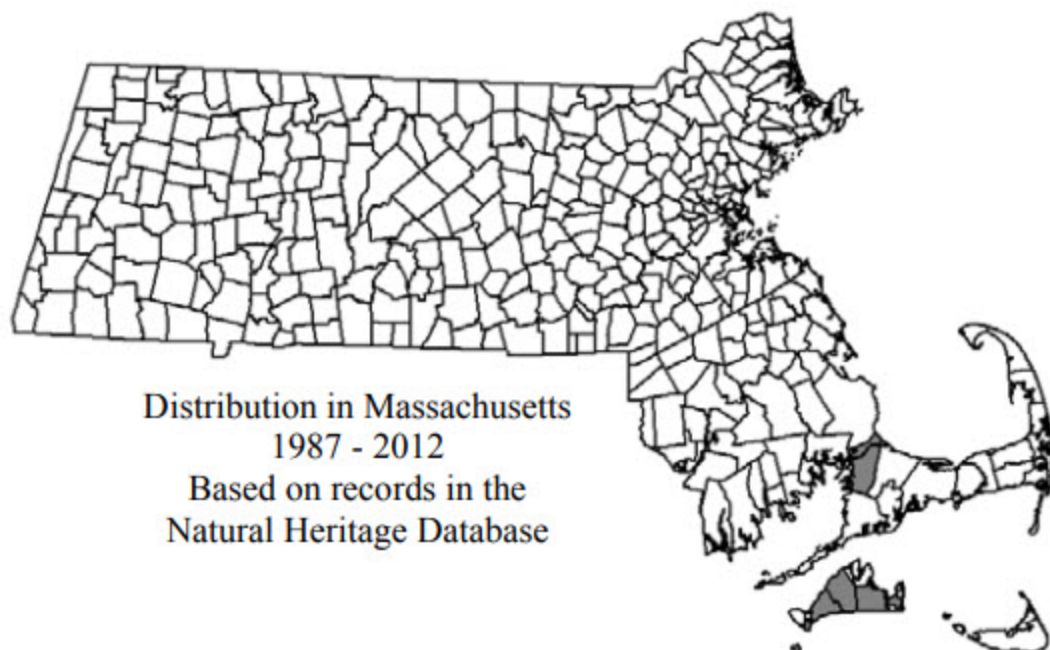 Distribution in Massachusetts
1987 - 2012
Based on records in the
Natural Heritage Database